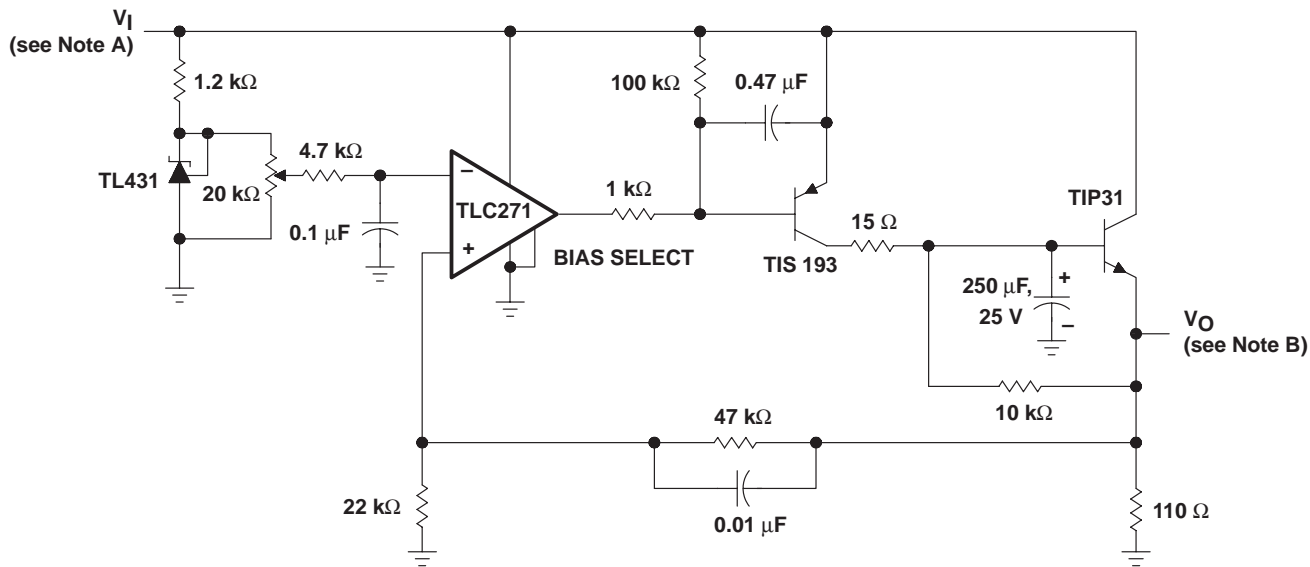 VI
(see Note A)
1.2 kΩ
TL431
20 kΩ
4.7 kΩ
0.1 µF
−
TLC271
+
BIAS SELECT
1 kΩ
100 kΩ
0.47 µF
TIS 193
15 Ω
250 µF,
25 V
+
−
TIP31
VO
(see Note B)
10 kΩ
47 kΩ
0.01 µF
22 kΩ
110 Ω